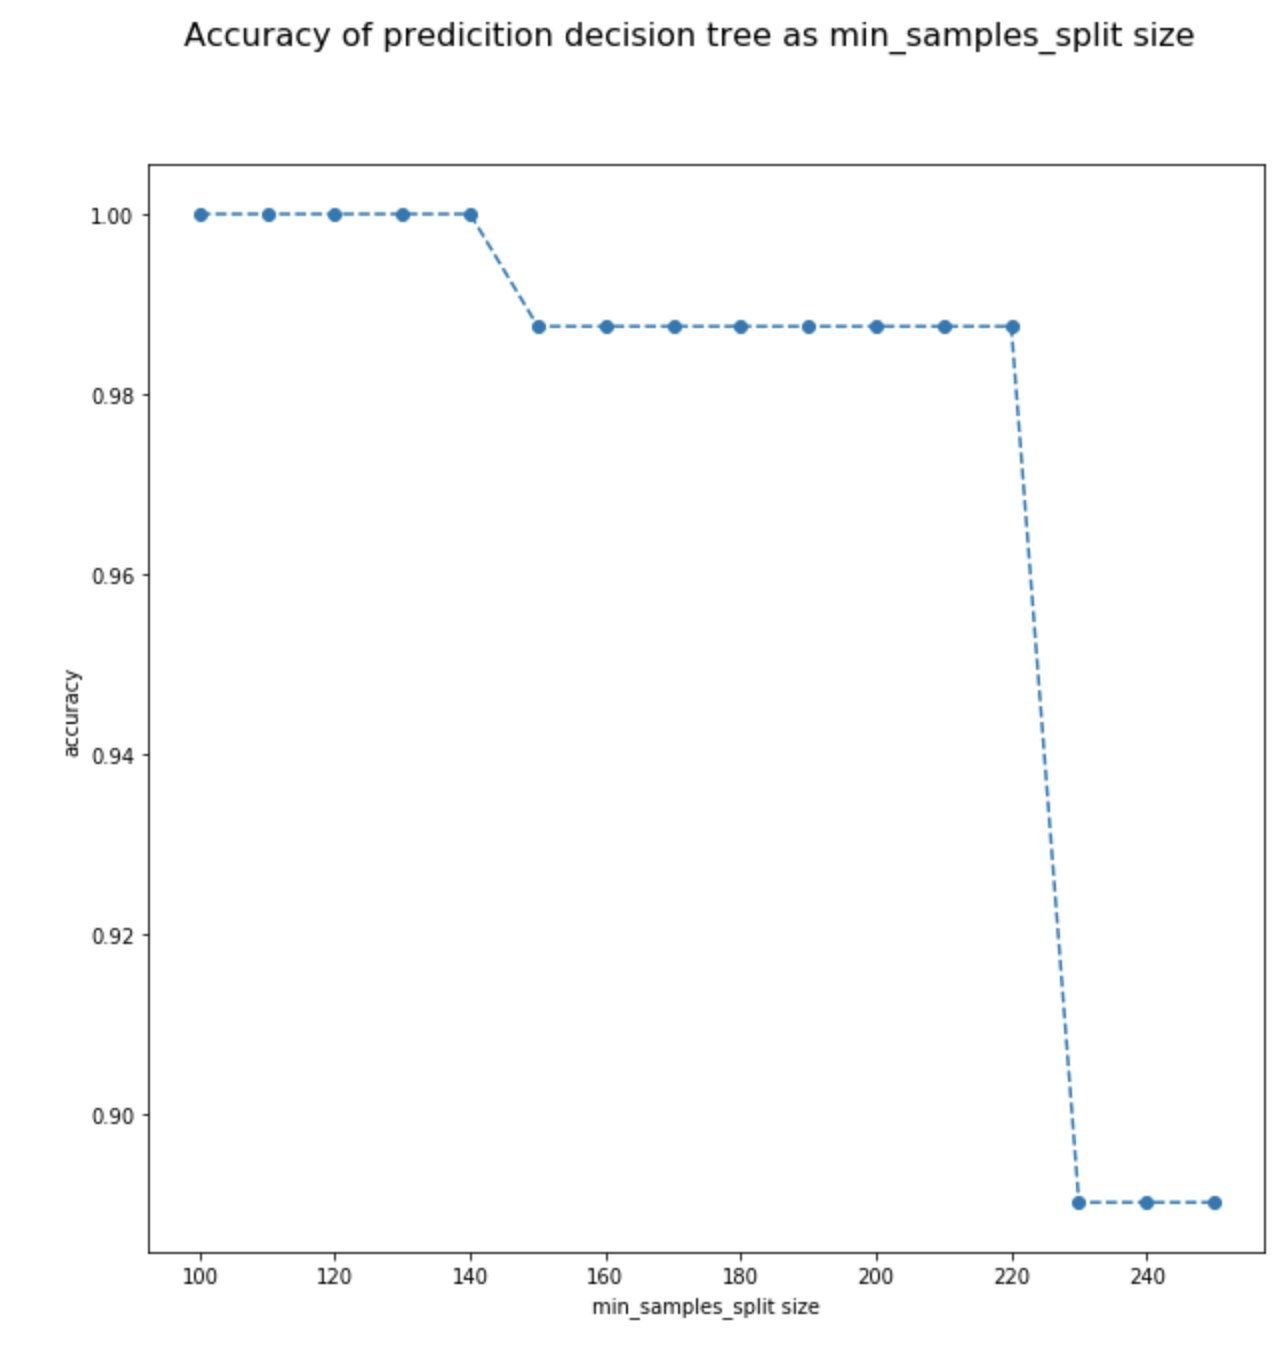 Accuracy of predicition decision tree as min_samples_split size
1.00
0.98
0.96
0.94
0.92
0.90
accuracy
100 120 140 160 180 200 220 240
min_samples_split size